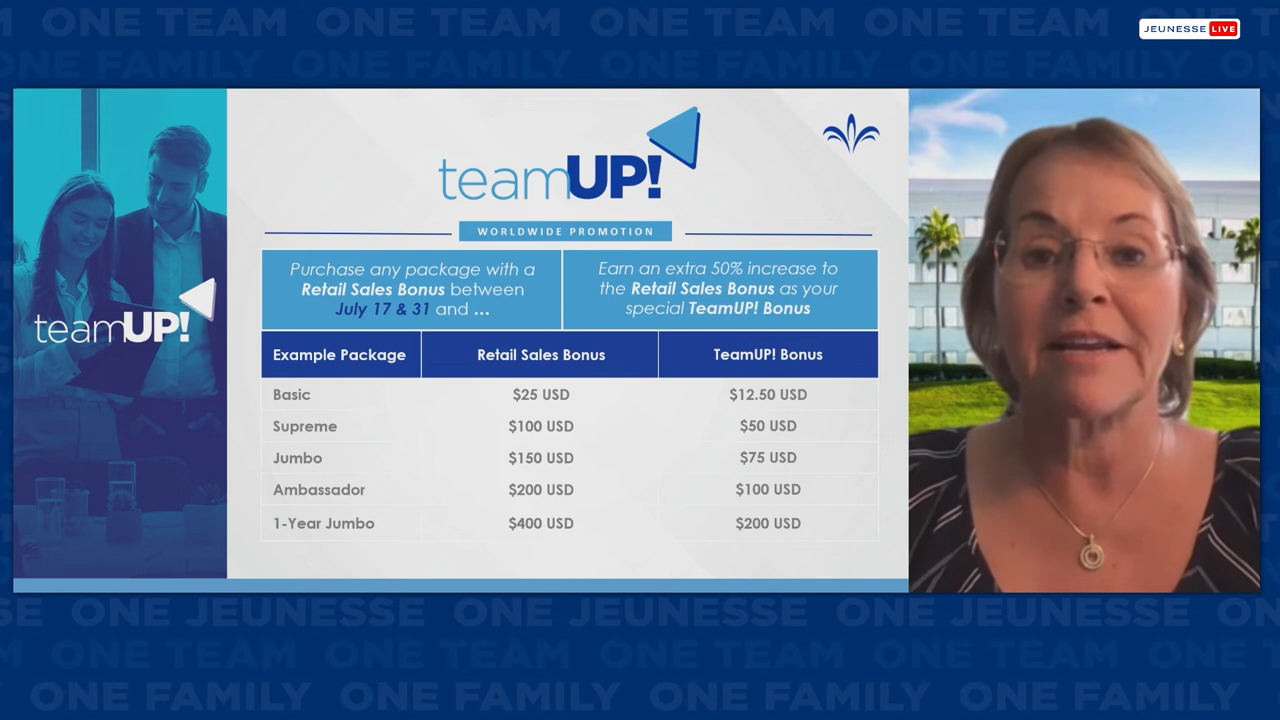 ONE TEAM ONE TEAM ONE TEAM ONE TEAM
JEUNESSE LIVE
ONE FAMILY ONE FAMILY ONE FAMILY ONE FAMILY
teamUP!
WORLDWIDE PROMOTION
Purchase any package with a
Retail Sales Bonus between
July 17 & 31 and ...
Earn an extra 50% increase to
the Retail Sales Bonus as your
special TeamUP! Bonus
teamUP!
Example Package Retail Sales Bonus TeamUP! Bonus
Basic $25 USD $12.50 USD
Supreme $100 USD $50 USD
Jumbo $150 USD $75 USD
Ambassador $200 USD $100 USD
1-Year Jumbo $400 USD $200 USD
ONE JEUNESSE ONE JEUNESSE ONE JEUNESSE
ONE TEAM ONE TEAM ONE TEAM ONE TEAM
ONE FAMILY ONE FAMILY ONE FAMILY ONE FAMILY